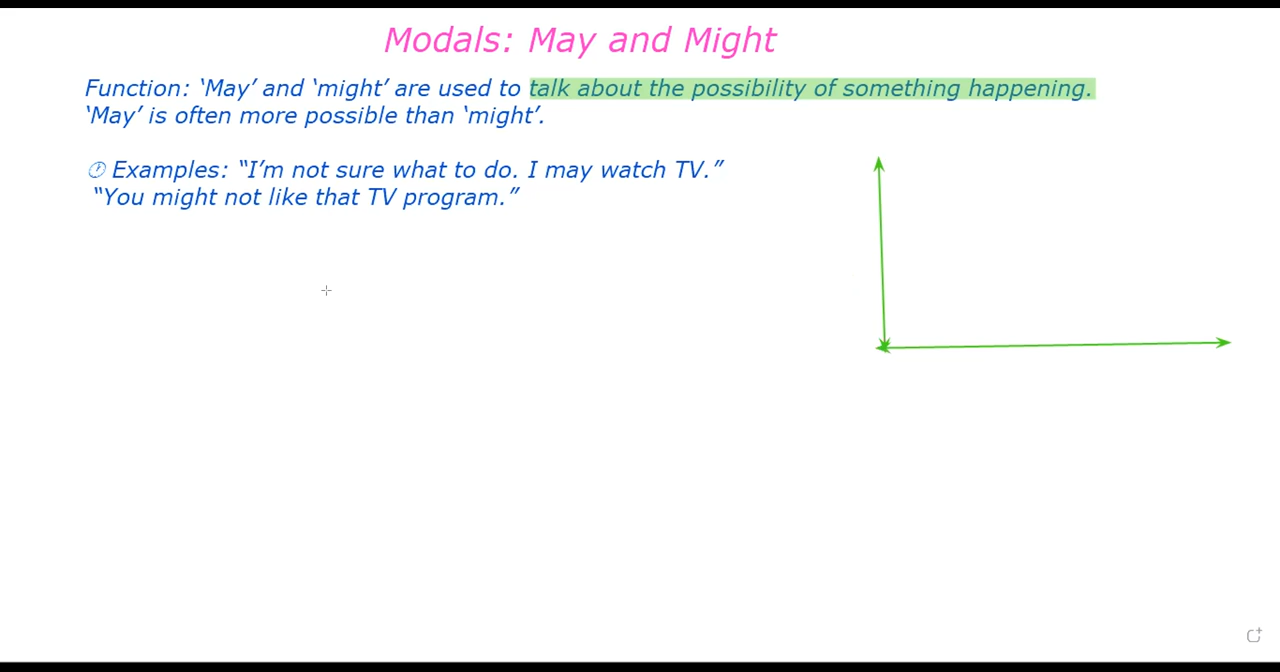 Modals: May and Might
Function: ‘May’ and ‘might’ are used to talk about the possibility of something happening.
‘May’ is often more possible than ‘might’.
Examples: “I’m not sure what to do. I may watch TV.”
“You might not like that TV program.”